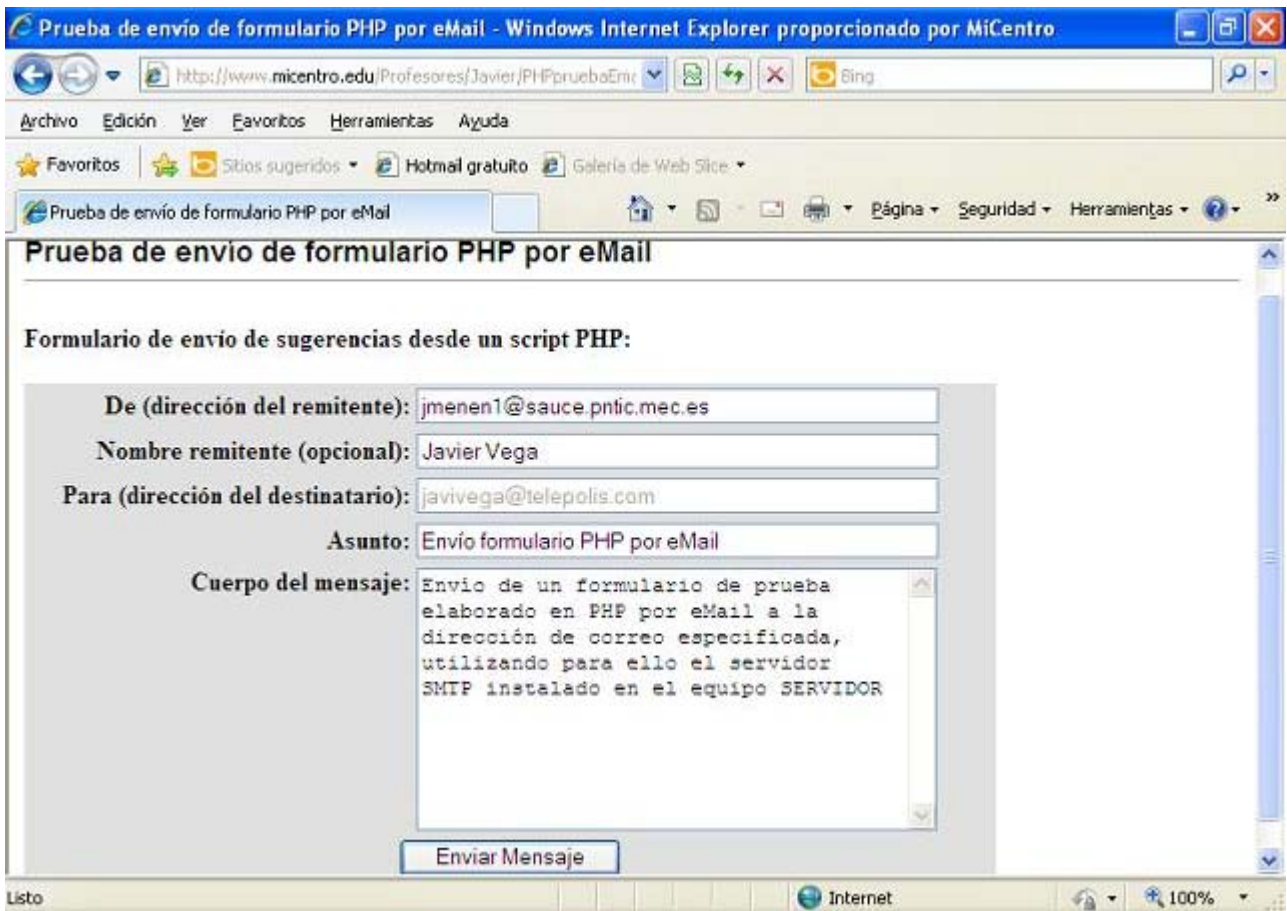 Prueba de envío de formulario PHP por eMail - Windows Internet Explorer proporcionado por MiCentro
http://www.micentro.edu/Profesores/Javier/PHPpruebaEma
Bing
Archivo Edición Ver Favoritos Herramientas Ayuda
Favoritos Sitios sugeridos Hotmail gratuito Galería de Web Slice
Prueba de envío de formulario PHP por eMail Página Seguridad Herramientas
Prueba de envío de formulario PHP por eMail
Formulario de envío de sugerencias desde un script PHP:
De (dirección del remitente): jmenen1@sauce.pntic.mec.es
Nombre remitente (opcional): Javier Vega
Para (dirección del destinatario): javivega@telepolis.com
Asunto: Envío formulario PHP por eMail
Cuerpo del mensaje: Envío de un formulario de prueba
elaborado en PHP por eMail a la
dirección de correo especificada,
utilizando para ello el servidor
SMTP instalado en el equipo SERVIDOR
Enviar Mensaje
Listo Internet 100%